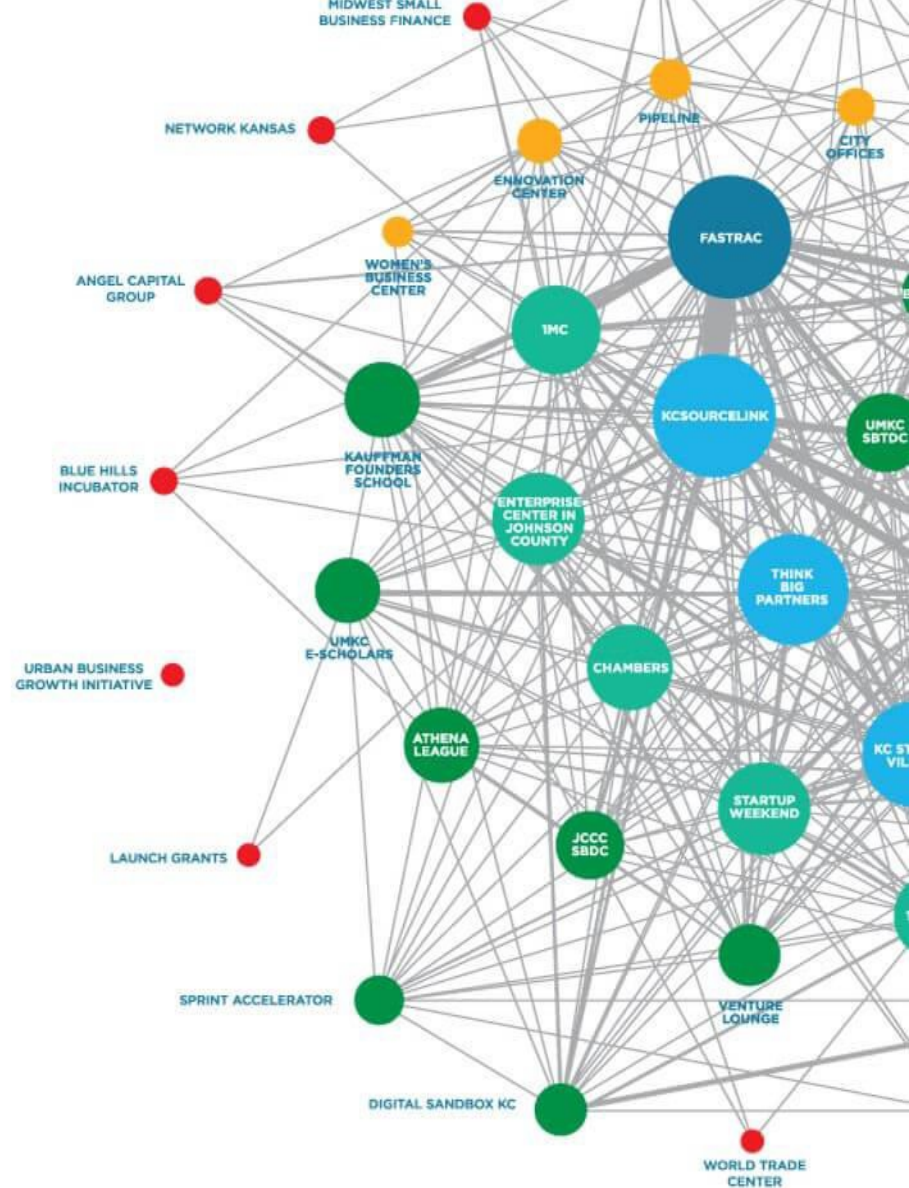 MIDWEST SMALL
BUSINESS FINANCE
NETWORK KANSAS
PIPELINE
CITY
OFFICES
ENNOVATION
CENTER
FASTRAC
WOMEN'S
BUSINESS
CENTER
ANGEL CAPITAL
GROUP
1MC
KCSOURCELINK
UMKC
SBTDC
KAUFFMAN
FOUNDERS
SCHOOL
BLUE HILLS
INCUBATOR
ENTERPRISE
CENTER IN
JOHNSON
COUNTY
THINK
BIG
PARTNERS
UMKC
E-SCHOLARS
URBAN BUSINESS
GROWTH INITIATIVE
CHAMBERS
ATHENA
LEAGUE
KC ST
VIL
STARTUP
WEEKEND
JCCC
SBDC
LAUNCH GRANTS
SPRINT ACCELERATOR
VENTURE
LOUNGE
DIGITAL SANDBOX KC
WORLD TRADE
CENTER